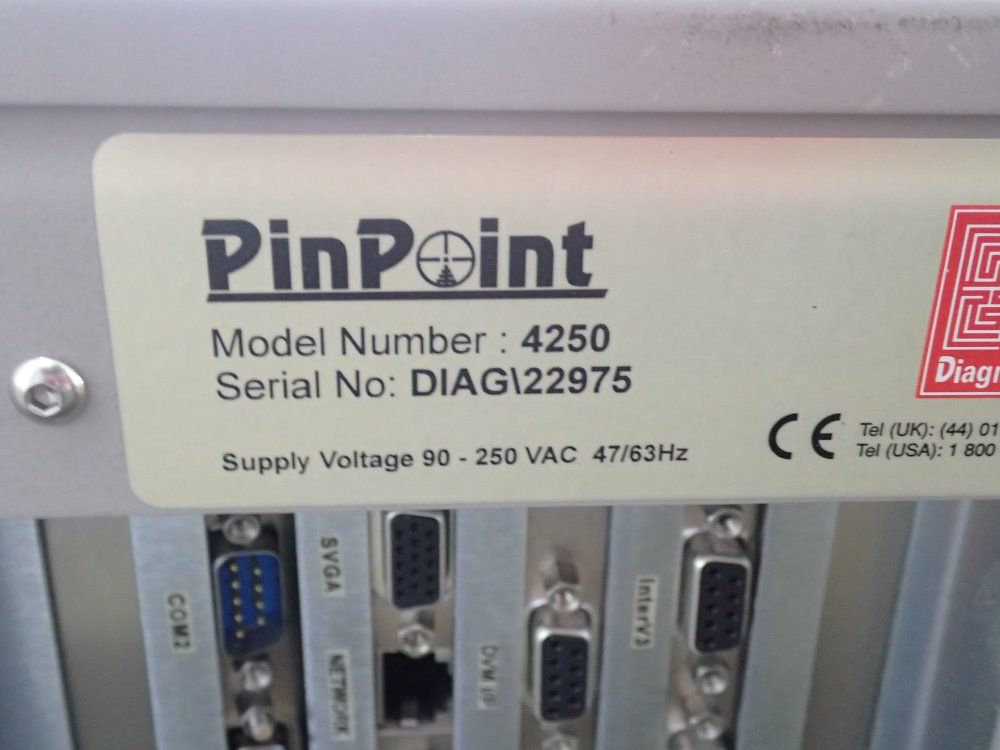 PinPoint
Model Number : 4250
Serial No: DIAG\22975
Supply Voltage 90 - 250 VAC 47/63Hz
Diagn
CE Tel (UK): (44) 01
Tel (USA): 1 800
COM2
SVGA
NETWORK
DVM I/P
InterV3